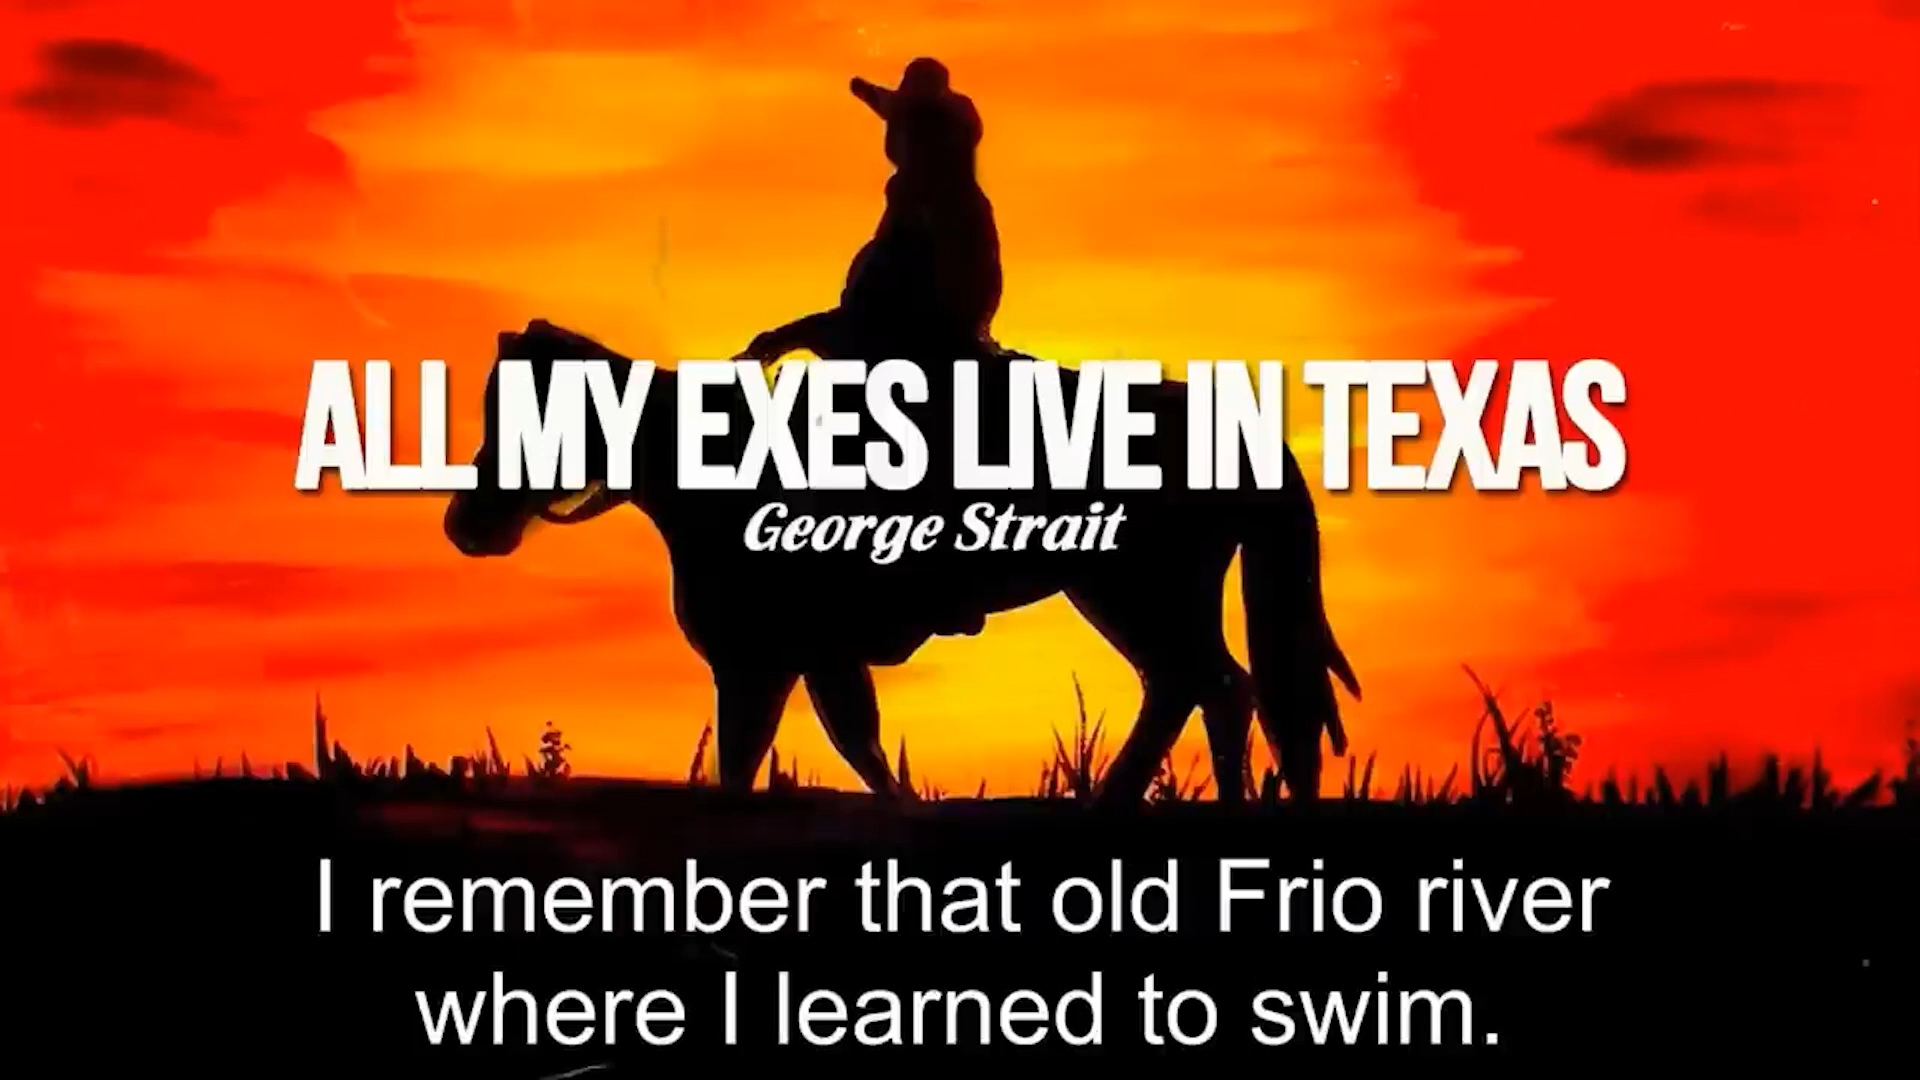 ALL MY EXES LIVE IN TEXAS
George Strait
I remember that old Frio river
where I learned to swim.